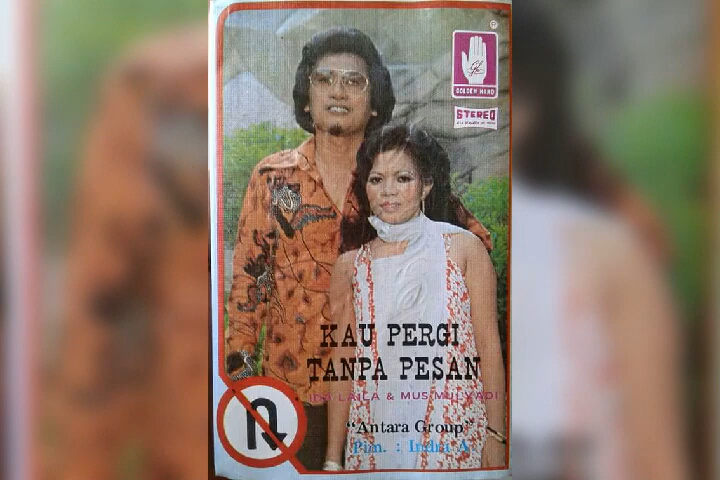 ®
GOLDEN HAND
STEREO
KAU PERGI
TANPA PESAN
IDA LAILA & MUS MULYADI
"Antara Group"
Pim. : Indra A